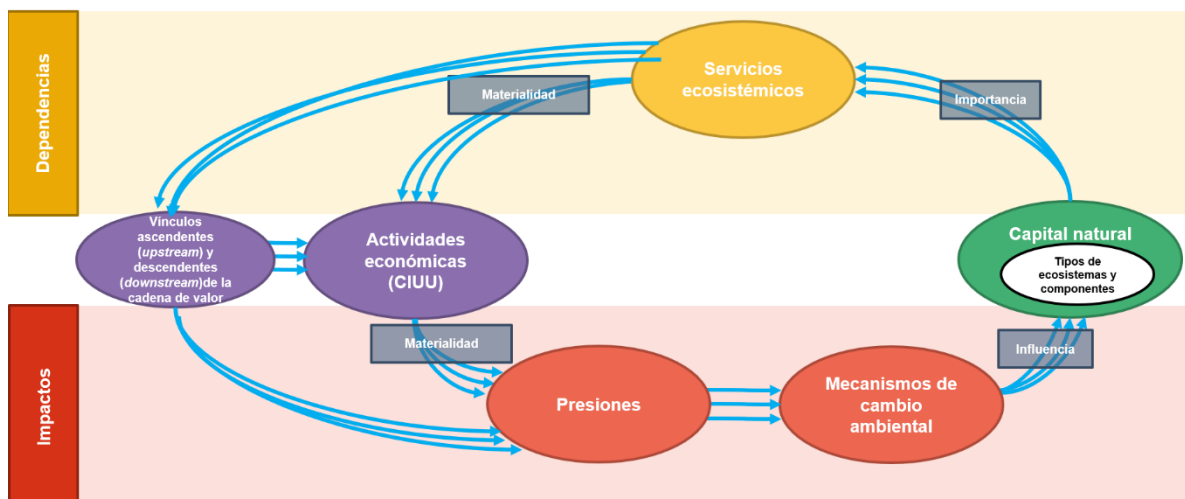 Dependencias
Servicios
ecosistémicos
Materialidad
Importancia
Vínculos
ascendentes
(upstream) y
descendentes
(downstream)de la
cadena de valor
Actividades
económicas
(CIUU)
Capital natural
Tipos de
ecosistemas y
componentes
Impactos
Materialidad
Influencia
Presiones
Mecanismos de
cambio
ambiental